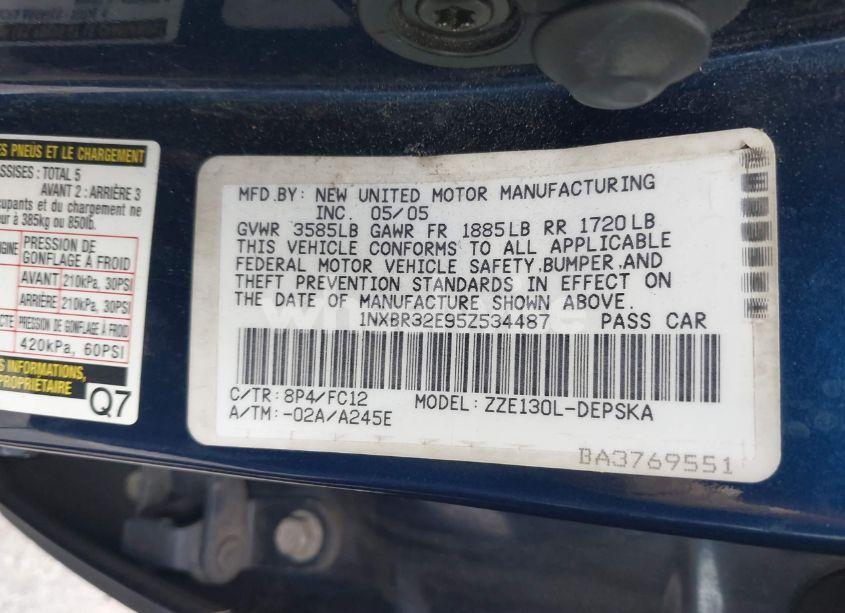 ES PNEUS ET LE CHARGEMENT
SSISES: TOTAL 5
AVANT 2: ARRIÈRE 3
cupants et du chargement ne
ur à 385kg ou 850lb.
GINE
PRESSION DE
GONFLAGE À FROID
AVANT 210kPa, 30PSI
ARRIÈRE 210kPa, 30PSI
CTE PRESSION DE GONFLAGE À FROID
420kPa, 60PSI
S INFORMATIONS,
PROPRIÉTAIRE
Q7
MFD.BY: NEW UNITED MOTOR MANUFACTURING
INC. 05/05
GVWR 3585LB GAWR FR 1885LB RR 1720LB
THIS VEHICLE CONFORMS TO ALL APPLICABLE
FEDERAL MOTOR VEHICLE SAFETY,BUMPER,AND
THEFT PREVENTION STANDARDS IN EFFECT ON
THE DATE OF MANUFACTURE SHOWN ABOVE.
1NXBR32E95Z534487 PASS CAR
C/TR: 8P4/FC12 MODEL: ZZE130L-DEPSKA
A/TM: -02A/A245E
BA3769551